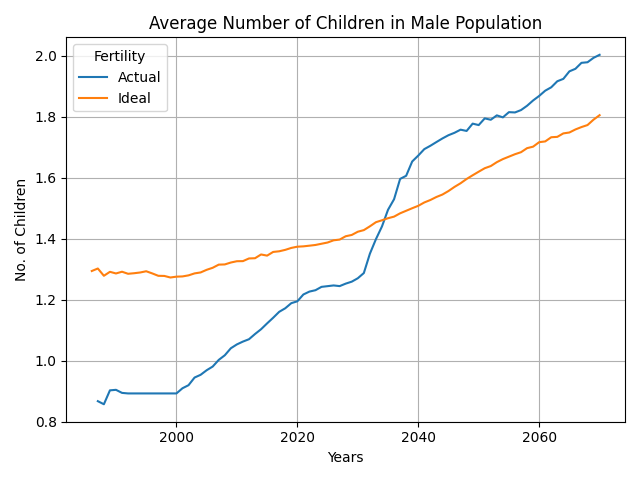 Average Number of Children in Male Population
Fertility
Actual
Ideal
No. of Children
2.0
1.8
1.6
1.4
1.2
1.0
0.8
2000
2020
2040
2060
Years